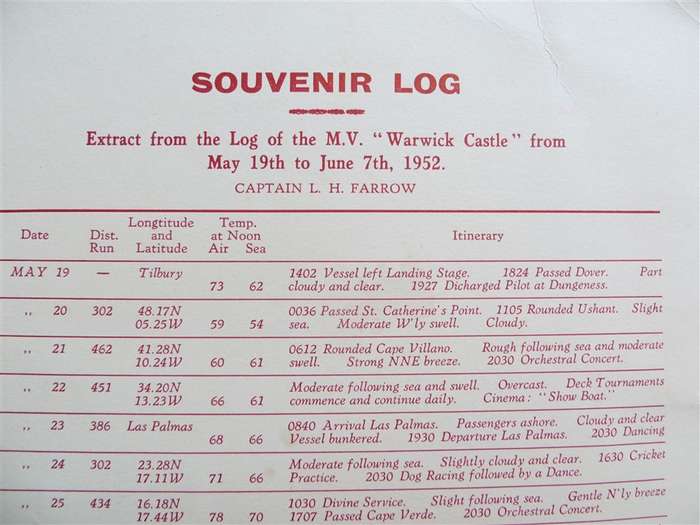 SOUVENIR LOG
Extract from the Log of the M.V. "Warwick Castle" from
May 19th to June 7th, 1952.
CAPTAIN L. H. FARROW
Date Dist. Run Longtitude and Latitude Temp. at Noon Air Sea Itinerary
MAY 19 — Tilbury 73 62 1402 Vessel left Landing Stage. 1824 Passed Dover. Part
cloudy and clear. 1927 Dicharged Pilot at Dungeness.
,, 20 302 48.17N 05.25W 59 54 0036 Passed St. Catherine's Point. 1105 Rounded Ushant. Slight
sea. Moderate W'ly swell. Cloudy.
,, 21 462 41.28N 10.24W 60 61 0612 Rounded Cape Villano. Rough following sea and moderate
swell. Strong NNE breeze. 2030 Orchestral Concert.
,, 22 451 34.20N 13.23W 66 61 Moderate following sea and swell. Overcast. Deck Tournaments
commence and continue daily. Cinema: "Show Boat."
,, 23 386 Las Palmas 68 66 0840 Arrival Las Palmas. Passengers ashore. Cloudy and clear
Vessel bunkered. 1930 Departure Las Palmas. 2030 Dancing
,, 24 302 23.28N 17.11W 71 66 Moderate following sea. Slightly cloudy and clear. 1630 Cricket
Practice. 2030 Dog Racing followed by a Dance.
,, 25 434 16.18N 17.44W 78 70 1030 Divine Service. Slight following sea. Gentle N'ly breeze
1707 Passed Cape Verde. 2030 Orchestral Concert.